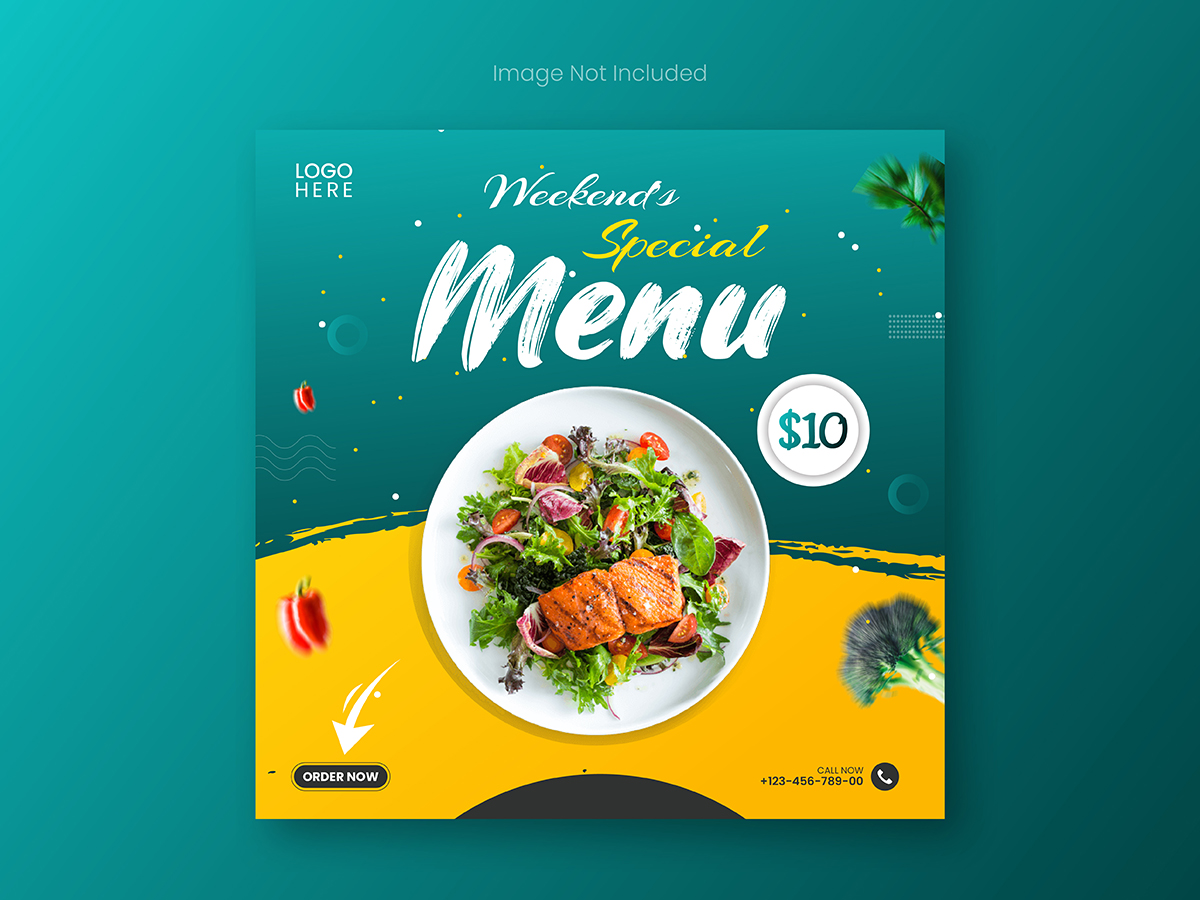 Image Not Included
LOGO
HERE
Weekend's
Special
Menu
$10
ORDER NOW
CALL NOW
+123-456-789-00